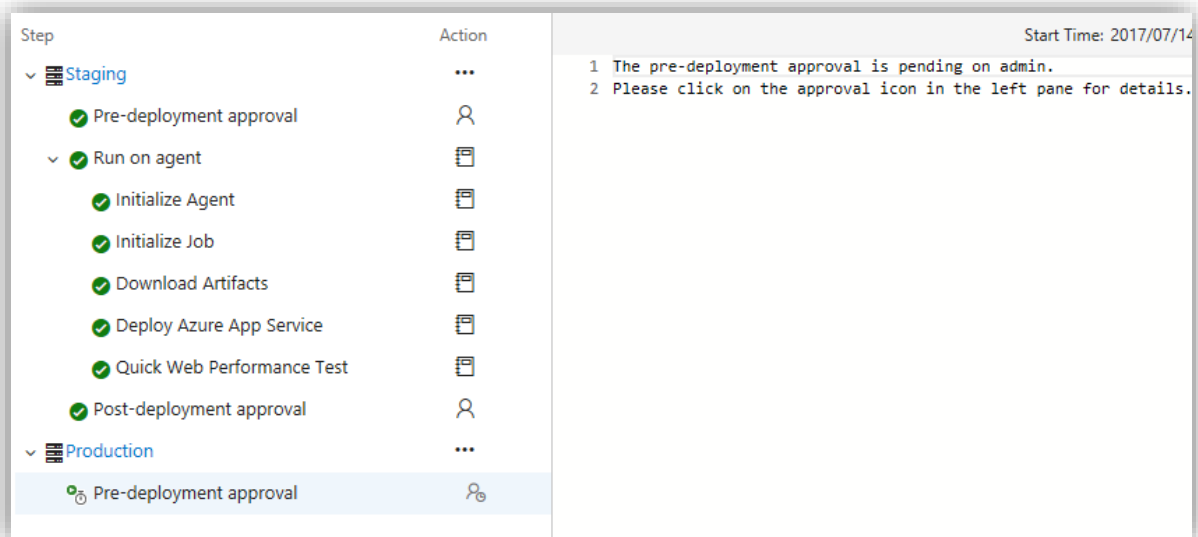 Step Action
Staging
Pre-deployment approval
Run on agent
Initialize Agent
Initialize Job
Download Artifacts
Deploy Azure App Service
Quick Web Performance Test
Post-deployment approval
Production
Pre-deployment approval
Start Time: 2017/07/14
1 The pre-deployment approval is pending on admin.
2 Please click on the approval icon in the left pane for details.